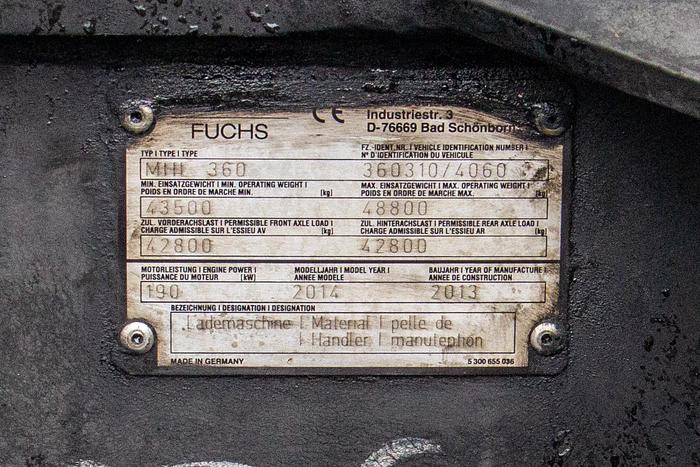 CE Industriestr. 3
FUCHS D-76669 Bad Schönborn
TYP I TYPE I TYPE FZ.-IDENT.NR. I VEHICLE IDENTIFICATION NUMBER I
N° D'IDENTIFICATION DU VEHICULE
MHL 360 360310/4060
MIN. EINSATZGEWICHT I MIN. OPERATING WEIGHT I MAX. EINSATZGEWICHT I MAX. OPERATING WEIGHT I
POIDS EN ORDRE DE MARCHE MIN. [kg] POIDS EN ORDRE DE MARCHE MAX. [kg]
43500 48800
ZUL. VORDERACHSLAST I PERMISSIBLE FRONT AXLE LOAD I ZUL. HINTERACHSLAST I PERMISSIBLE REAR AXLE LOAD I
CHARGE ADMISSIBLE SUR L'ESSIEU AV [kg] CHARGE ADMISSIBLE SUR L'ESSIEU AR [kg]
42800 42800
MOTORLEISTUNG I ENGINE POWER I MODELLJAHR I MODEL YEAR I BAUJAHR I YEAR OF MANUFACTURE I
PUISSANCE DU MOTEUR [kW] ANNEE MODELE ANNEE DE CONSTRUCTION
190 2014 2013
BEZEICHNUNG I DESIGNATION I DESIGNATION
Lademaschine | Material | pelle de
| Handler | manutention
MADE IN GERMANY 5 300 655 036